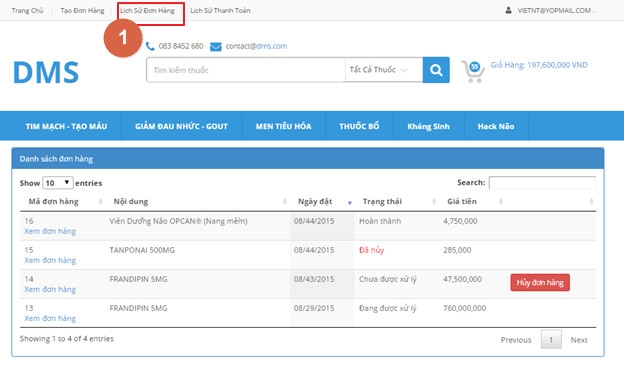 Trang Chủ Tạo Đơn Hàng Lịch Sử Đơn Hàng Lịch Sử Thanh Toán VIETNT@YOPMAIL.COM
1
083 8452 680 contact@dms.com
DMS
Tìm kiếm thuốc Tất Cả Thuốc 55 Giỏ Hàng: 197,600,000 VND
TIM MẠCH - TẠO MÁU GIẢM ĐAU NHỨC - GOUT MEN TIÊU HÓA THUỐC BỔ Kháng Sinh Hack Não
Danh sách đơn hàng
Show 10 entries Search:
Mã đơn hàng Nội dung Ngày đặt Trạng thái Giá tiền
16 Viên Dưỡng Não OPCAN® (Nang mềm) 08/44/2015 Hoàn thành 4,750,000
Xem đơn hàng
15 TANPONAI 500MG 08/44/2015 Đã hủy 285,000
Xem đơn hàng
14 FRANDIPIN 5MG 08/43/2015 Chưa được xử lý 47,500,000 Hủy đơn hàng
Xem đơn hàng
13 FRANDIPIN 5MG 08/29/2015 Đang được xử lý 760,000,000
Xem đơn hàng
Showing 1 to 4 of 4 entries Previous 1 Next